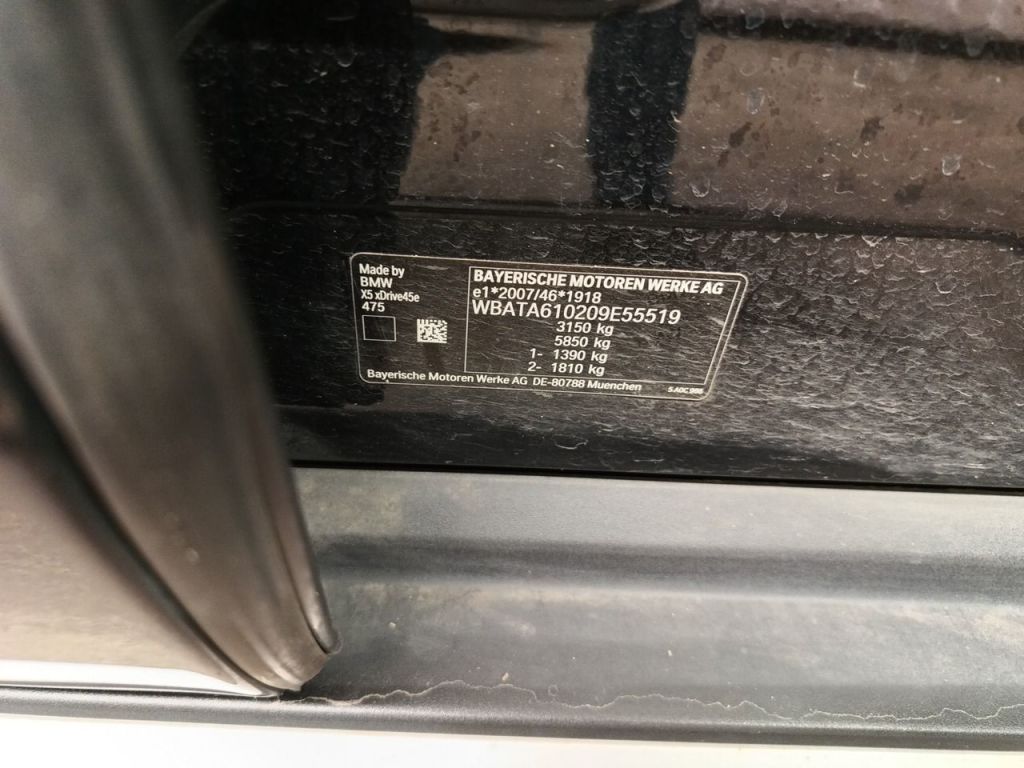 Made by
BMW
X5 xDrive45e
475
BAYERISCHE MOTOREN WERKE AG
e1*2007/46*1918
WBATA610209E55519
3150 kg
5850 kg
1- 1390 kg
2- 1810 kg
Bayerische Motoren Werke AG DE-80788 Muenchen